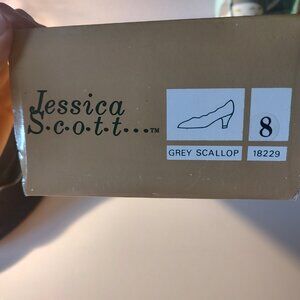 Jessica
S·c·o·t·t...™
8
GREY SCALLOP
18229